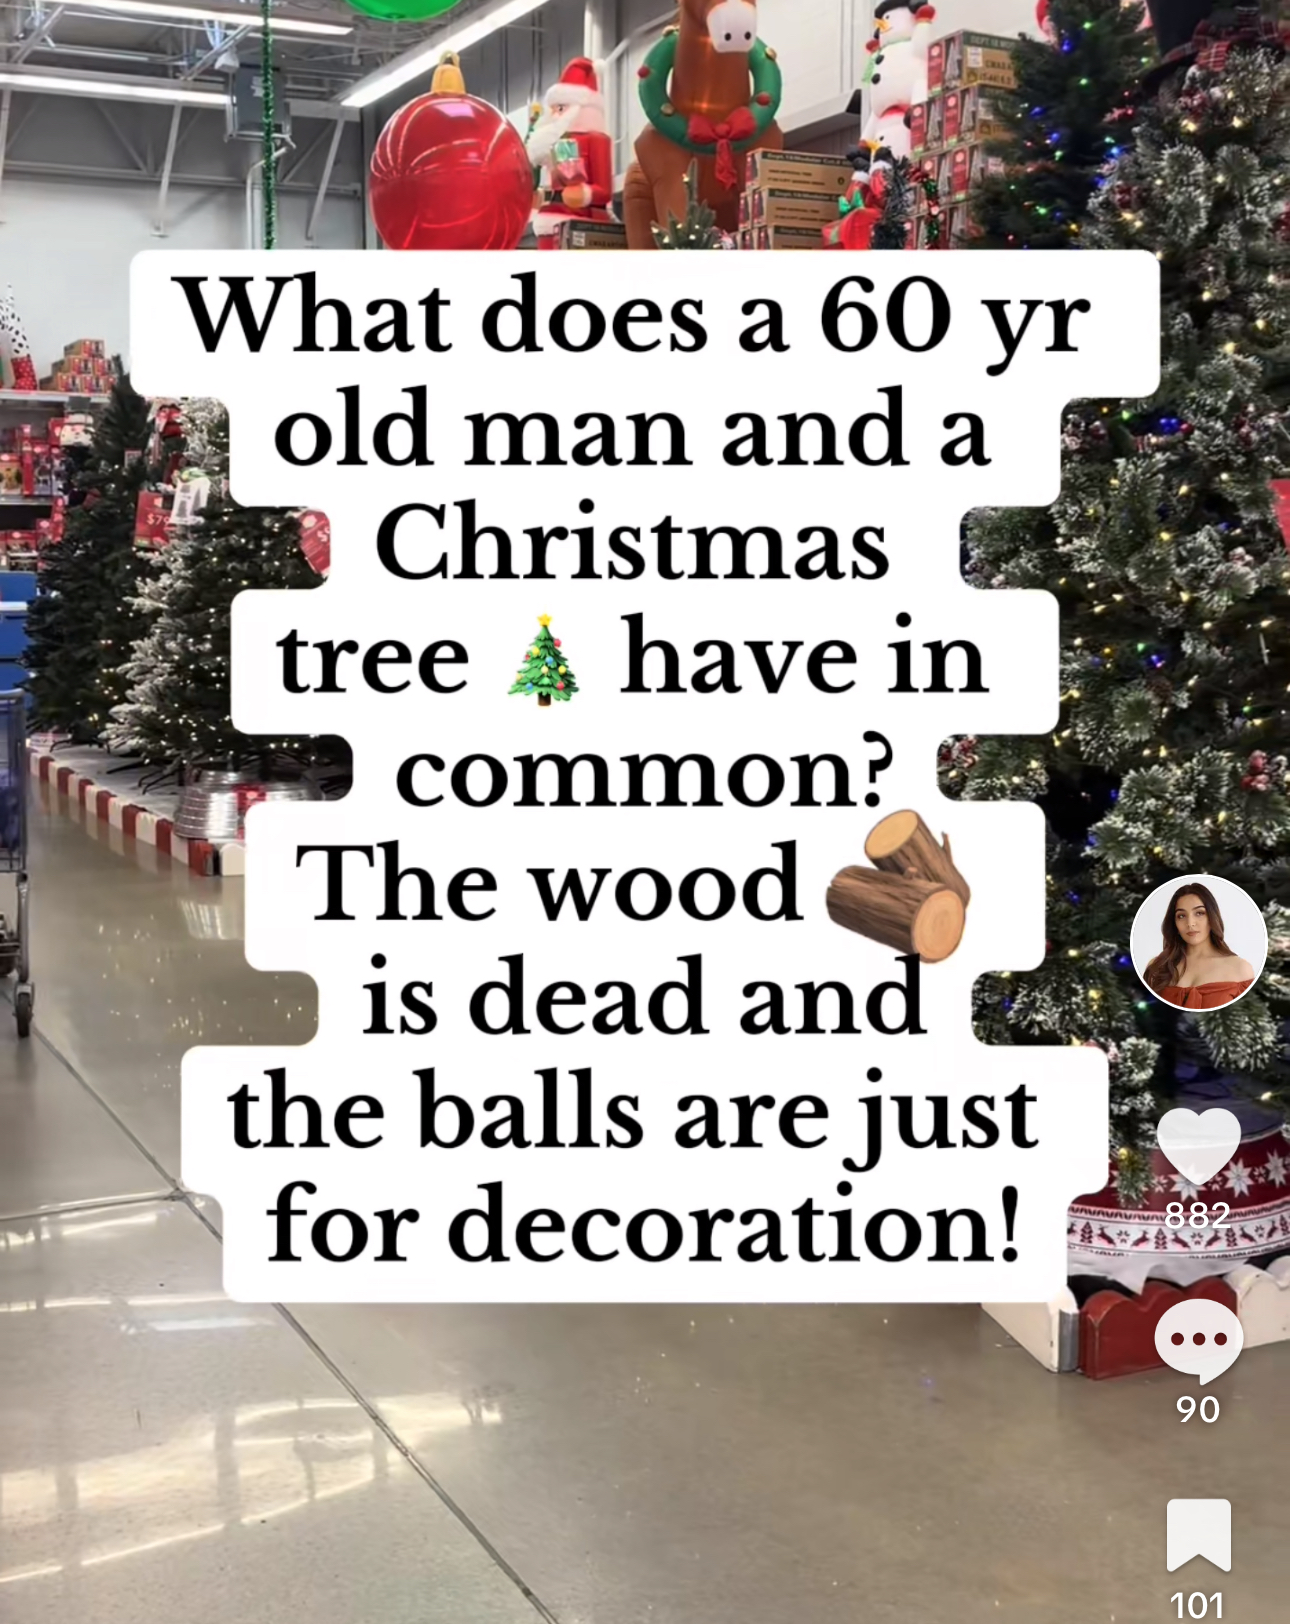 What does a 60 yr
old man and a
Christmas
tree 🎄 have in
common?
The wood 🪵
is dead and
the balls are just
for decoration!
882
90
101